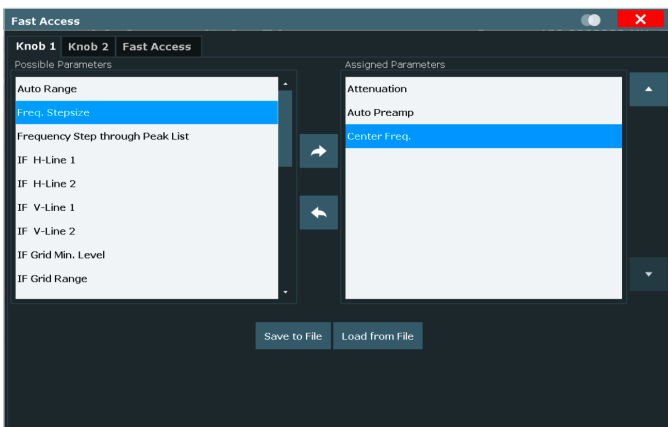 Fast Access
Knob 1 Knob 2 Fast Access
Possible Parameters
Assigned Parameters
Auto Range
Freq. Stepsize
Frequency Step through Peak List
IF H-Line 1
IF H-Line 2
IF V-Line 1
IF V-Line 2
IF Grid Min. Level
IF Grid Range
Attenuation
Auto Preamp
Center Freq.
Save to File Load from File